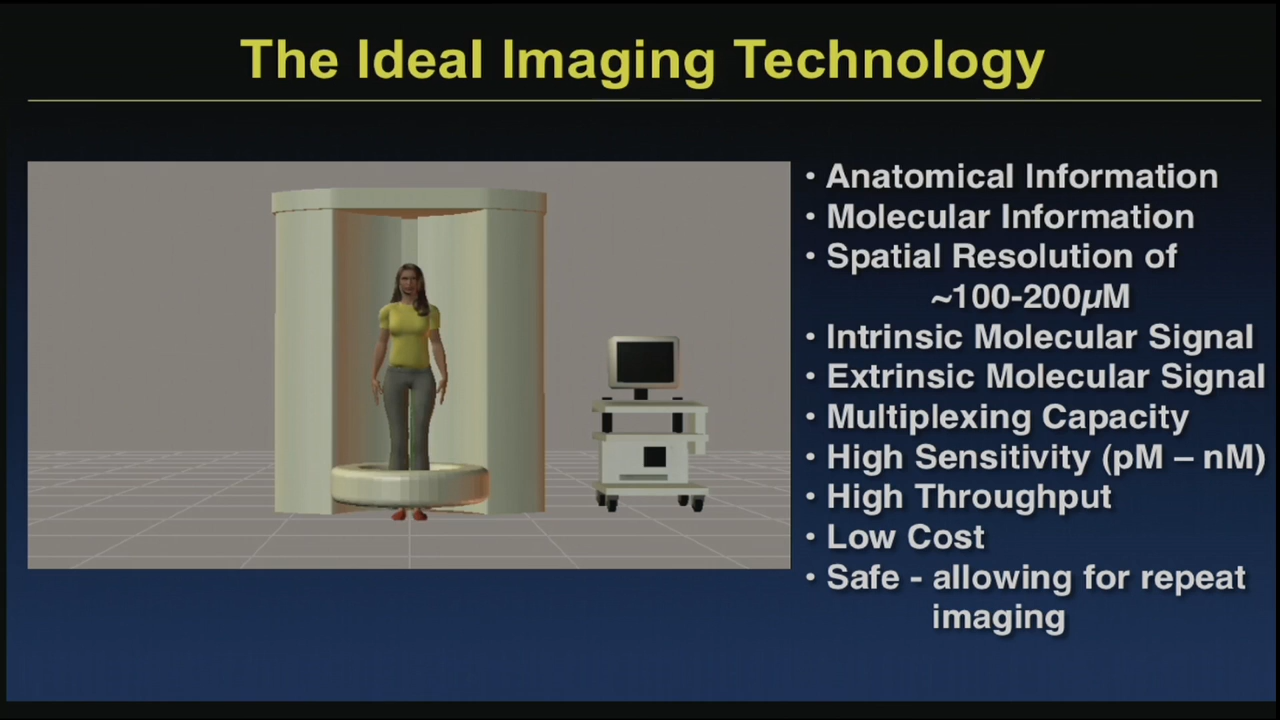 The Ideal Imaging Technology
• Anatomical Information
• Molecular Information
• Spatial Resolution of
~100-200µM
• Intrinsic Molecular Signal
• Extrinsic Molecular Signal
• Multiplexing Capacity
• High Sensitivity (pM – nM)
• High Throughput
• Low Cost
• Safe - allowing for repeat
imaging